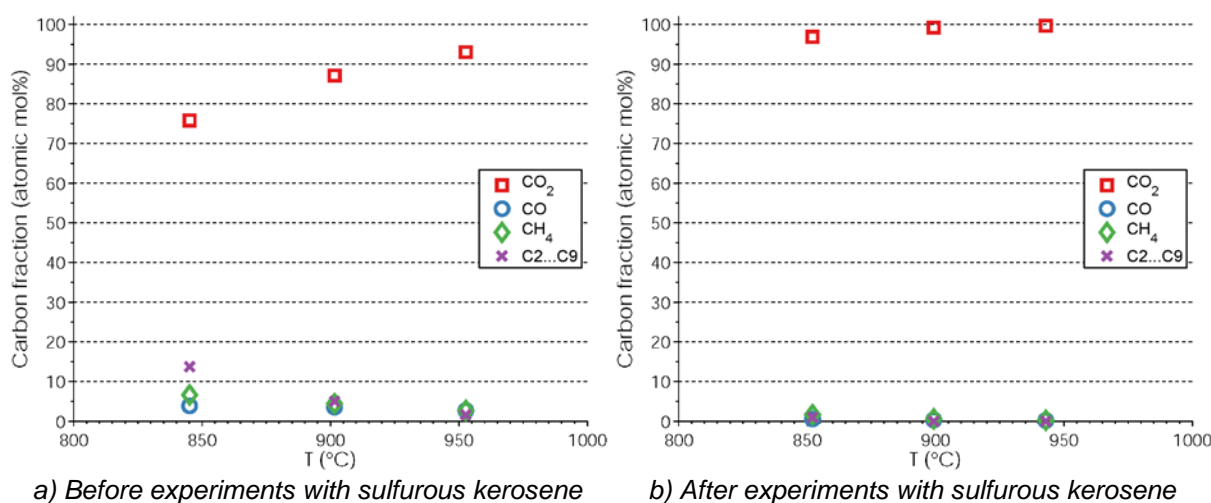 Carbon fraction (atomic mol%)
100
90
80
70
60
50
40
30
20
10
0
800
850
900
950
1000
T (°C)
CO2
CO
CH4
C2...C9
a) Before experiments with sulfurous kerosene
Carbon fraction (atomic mol%)
100
90
80
70
60
50
40
30
20
10
0
800
850
900
950
1000
T (°C)
CO2
CO
CH4
C2...C9
b) After experiments with sulfurous kerosene